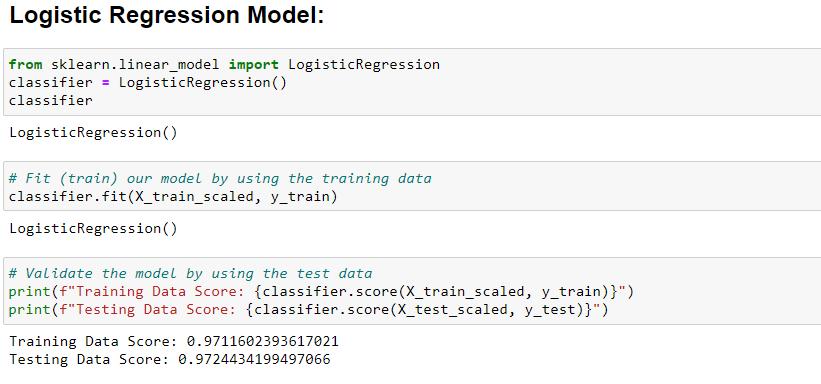 Logistic Regression Model:
from sklearn.linear_model import LogisticRegression
classifier = LogisticRegression()
classifier
LogisticRegression()
# Fit (train) our model by using the training data
classifier.fit(X_train_scaled, y_train)
LogisticRegression()
# Validate the model by using the test data
print(f"Training Data Score: {classifier.score(X_train_scaled, y_train)}")
print(f"Testing Data Score: {classifier.score(X_test_scaled, y_test)}")
Training Data Score: 0.9711602393617021
Testing Data Score: 0.9724434199497066